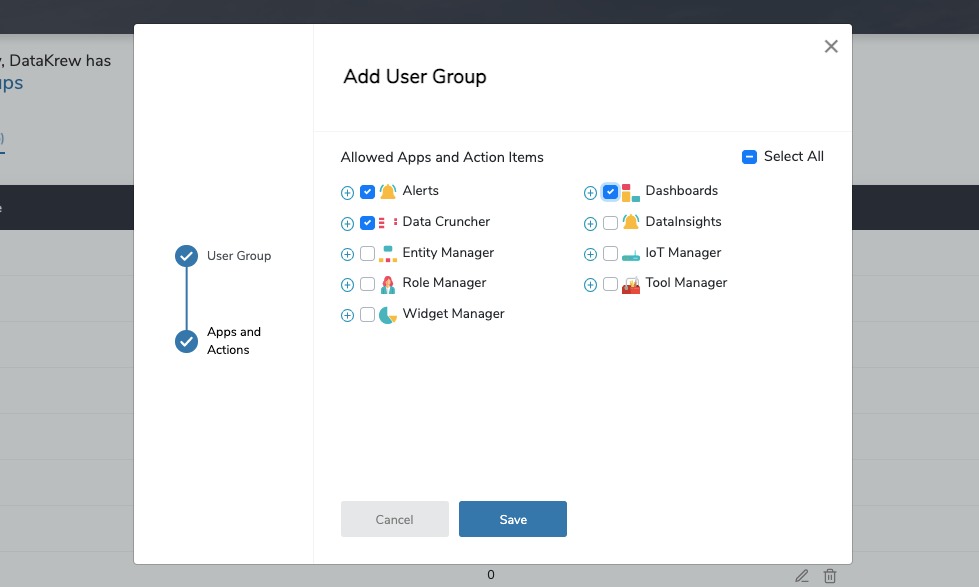 , DataKrew has
ups
Add User Group
Allowed Apps and Action Items
Select All
Alerts
Dashboards
Data Cruncher
DataInsights
Entity Manager
IoT Manager
Role Manager
Tool Manager
Widget Manager
User Group
Apps and
Actions
Cancel
Save
0